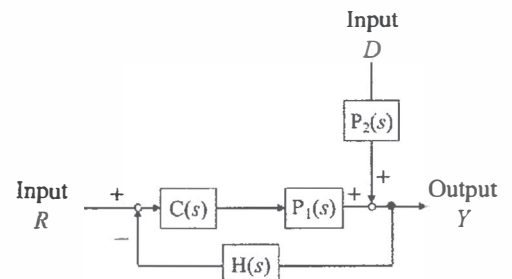 Input
D
P₂(s)
+
Input
R
+
−
C(s)
P₁(s)
+
Output
Y
H(s)